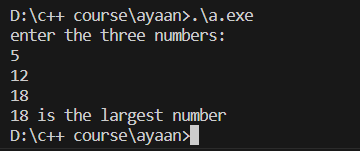 D:\c++ course\ayaan>.\a.exe
enter the three numbers:
5
12
18
18 is the largest number
D:\c++ course\ayaan>